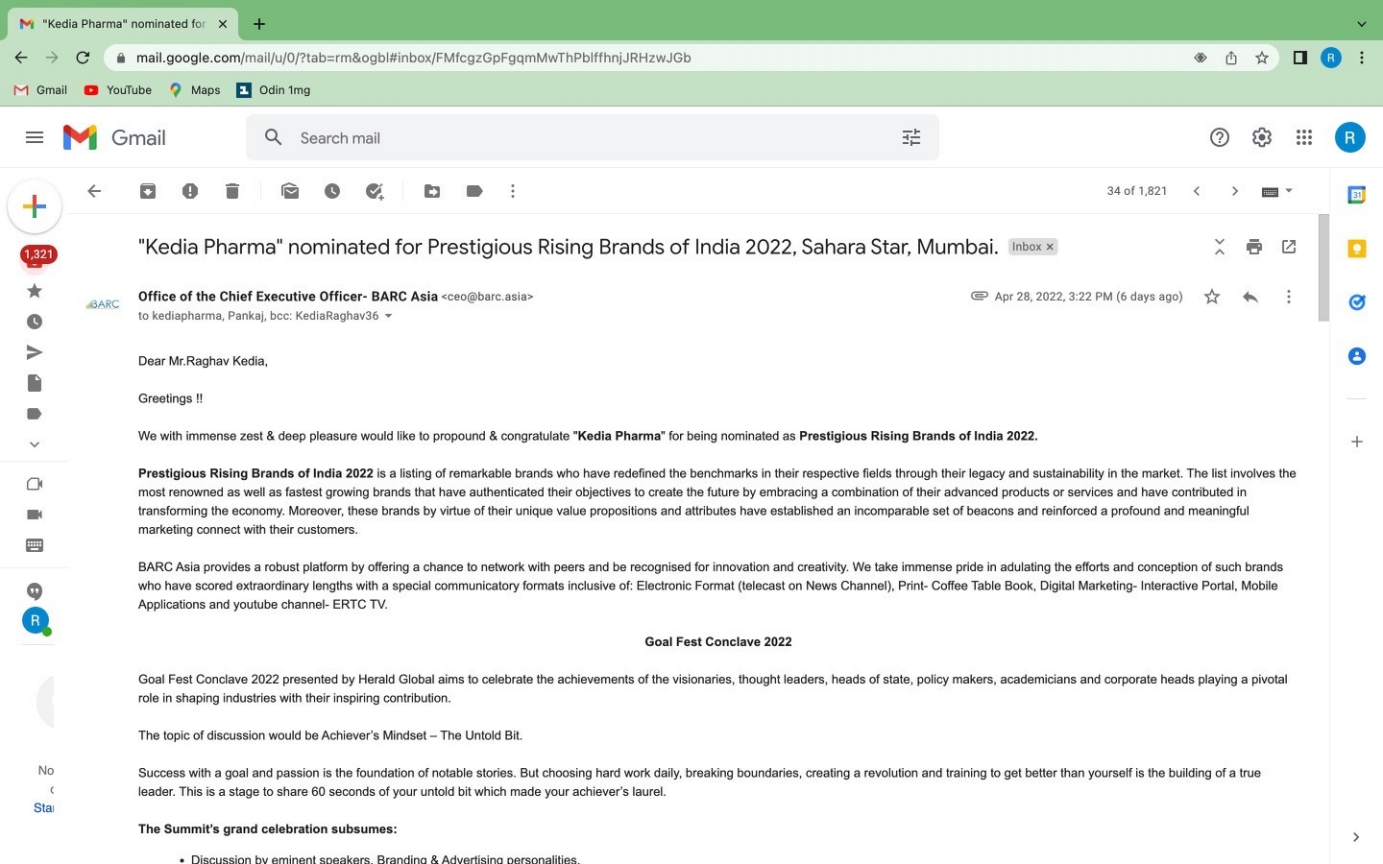 "Kedia Pharma" nominated for
mail.google.com/mail/u/0/?tab=rm&ogbl#inbox/FMfcgzGpFgqmMwThPblffhnjJRHzwJGb
R
Gmail YouTube Maps 1 Odin 1mg
Gmail
Search mail
R
34 of 1,821
31
1,321
"Kedia Pharma" nominated for Prestigious Rising Brands of India 2022, Sahara Star, Mumbai. Inbox x
BARC
Office of the Chief Executive Officer- BARC Asia <ceo@barc.asia>
Apr 28, 2022, 3:22 PM (6 days ago)
to kediapharma, Pankaj, bcc: KediaRaghav36
Dear Mr.Raghav Kedia,
Greetings !!
We with immense zest & deep pleasure would like to propound & congratulate "Kedia Pharma" for being nominated as Prestigious Rising Brands of India 2022.
Prestigious Rising Brands of India 2022 is a listing of remarkable brands who have redefined the benchmarks in their respective fields through their legacy and sustainability in the market. The list involves the
most renowned as well as fastest growing brands that have authenticated their objectives to create the future by embracing a combination of their advanced products or services and have contributed in
transforming the economy. Moreover, these brands by virtue of their unique value propositions and attributes have established an incomparable set of beacons and reinforced a profound and meaningful
marketing connect with their customers.
BARC Asia provides a robust platform by offering a chance to network with peers and be recognised for innovation and creativity. We take immense pride in adulating the efforts and conception of such brands
who have scored extraordinary lengths with a special communicatory formats inclusive of: Electronic Format (telecast on News Channel), Print- Coffee Table Book, Digital Marketing- Interactive Portal, Mobile
Applications and youtube channel- ERTC TV.
R
Goal Fest Conclave 2022
Goal Fest Conclave 2022 presented by Herald Global aims to celebrate the achievements of the visionaries, thought leaders, heads of state, policy makers, academicians and corporate heads playing a pivotal
role in shaping industries with their inspiring contribution.
The topic of discussion would be Achiever's Mindset – The Untold Bit.
No
Success with a goal and passion is the foundation of notable stories. But choosing hard work daily, breaking boundaries, creating a revolution and training to get better than yourself is the building of a true
leader. This is a stage to share 60 seconds of your untold bit which made your achiever's laurel.
Star
The Summit's grand celebration subsumes:
• Discussion by eminent speakers, Branding & Advertising personalities.